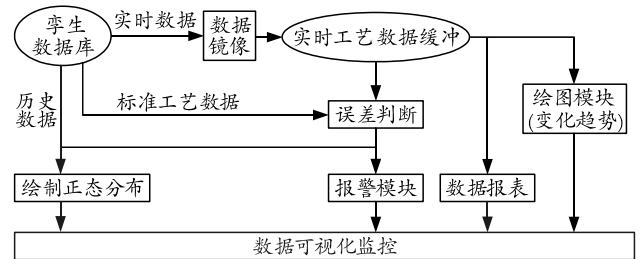 孪生
数据库
实时数据
数据
镜像
实时工艺数据缓冲
历史
数据
标准工艺数据
误差判断
绘图模块
(变化趋势)
绘制正态分布
报警模块
数据报表
数据可视化监控